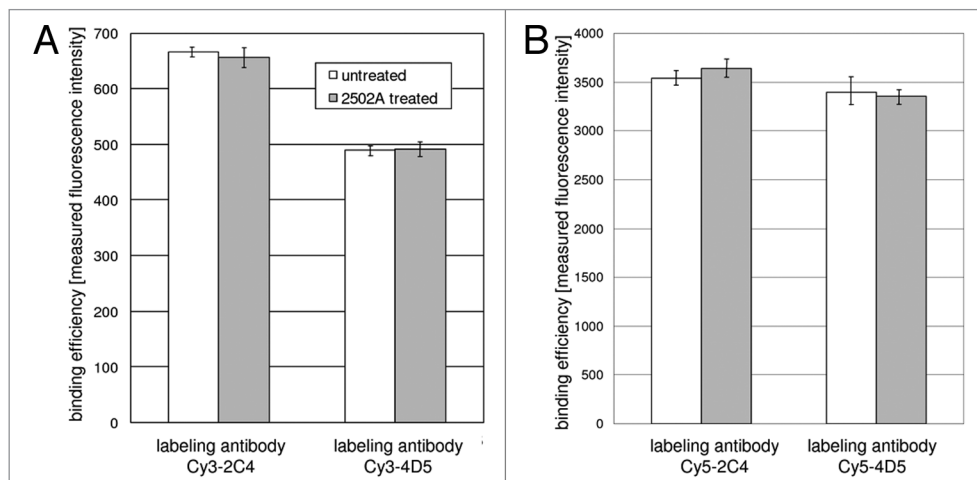 A
binding efficiency [measured fluorescence intensity]
700
600
500
400
300
200
100
0
untreated
2502A treated
labeling antibody
Cy3-2C4
labeling antibody
Cy3-4D5
B
binding efficiency [measured fluorescence intensity]
4000
3500
3000
2500
2000
1500
1000
500
0
labeling antibody
Cy5-2C4
labeling antibody
Cy5-4D5